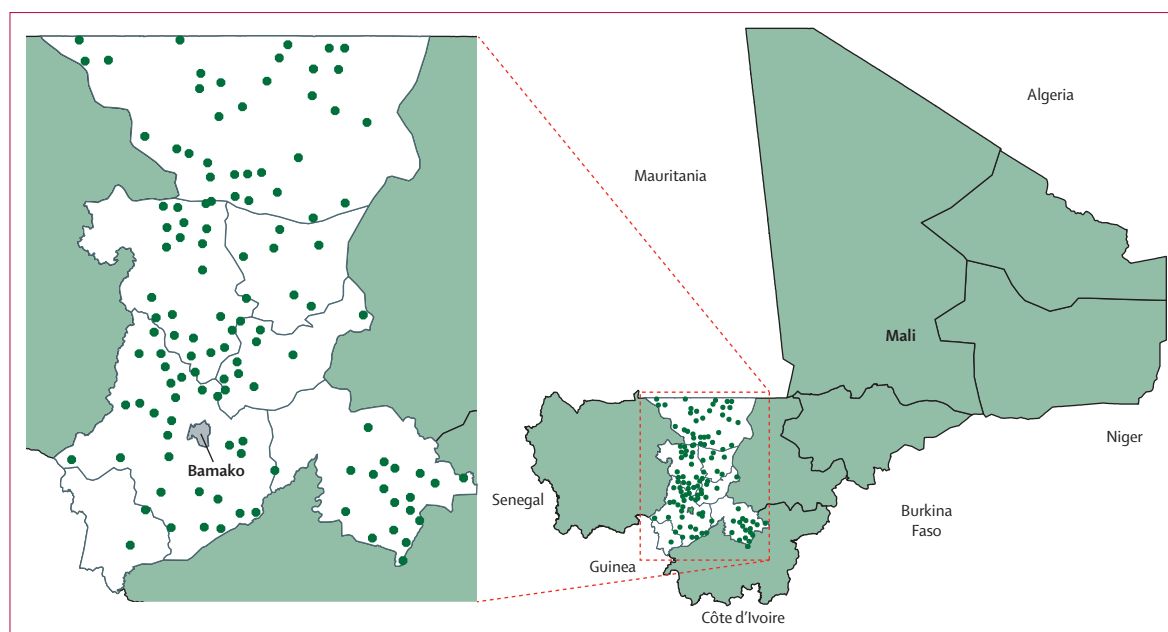 Algeria
Mauritania
Mali
Niger
Bamako
Senegal
Burkina
Faso
Guinea
Côte d'Ivoire